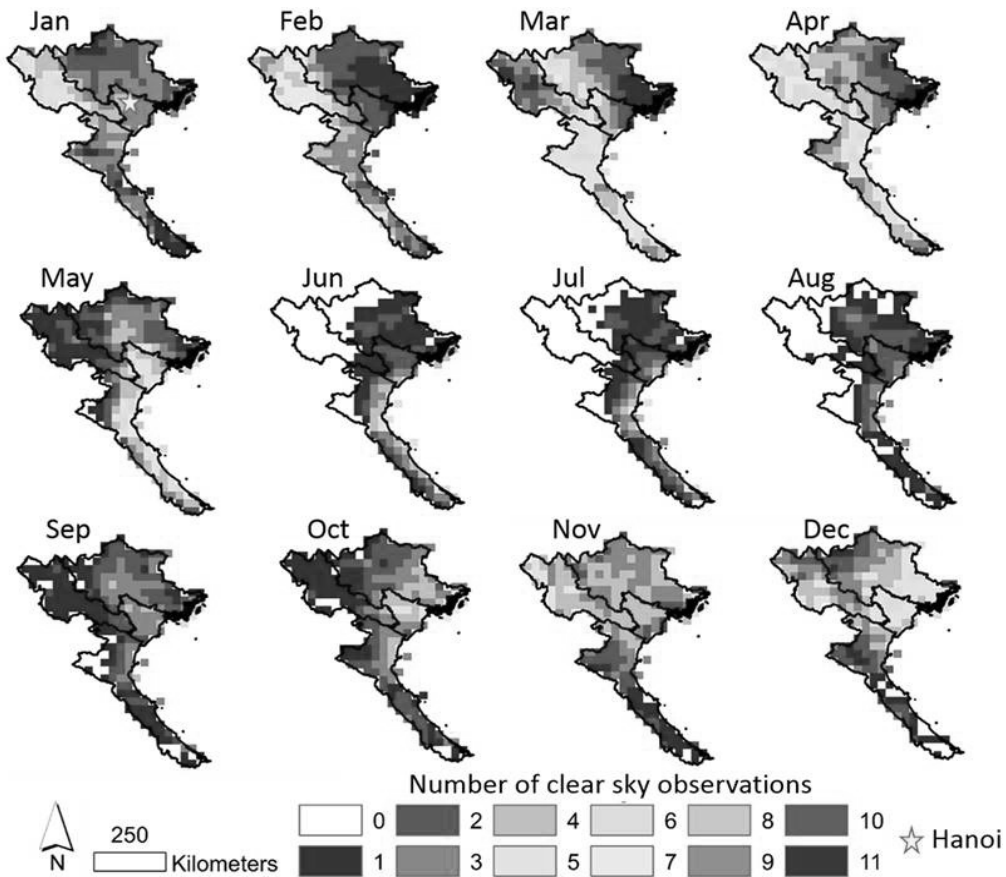 Jan Feb Mar Apr
May Jun Jul Aug
Sep Oct Nov Dec
Number of clear sky observations
0 2 4 6 8 10
1 3 5 7 9 11
Hanoi
N
250
Kilometers